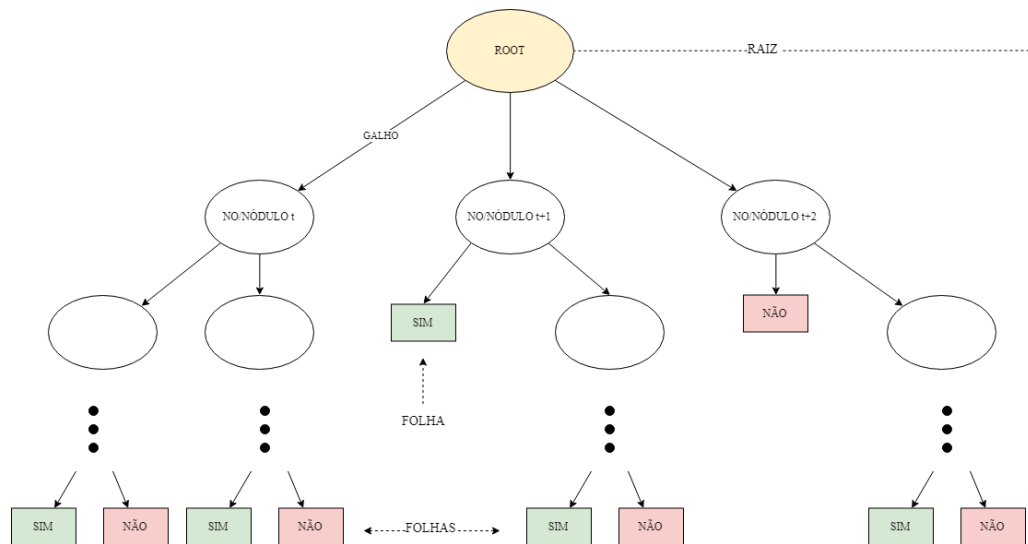 ROOT
RAIZ
GALHO
NO/NÓDULO t
NO/NÓDULO t+1
NO/NÓDULO t+2
SIM
NÃO
FOLHA
SIM
NÃO
SIM
NÃO
FOLHAS
SIM
NÃO
SIM
NÃO